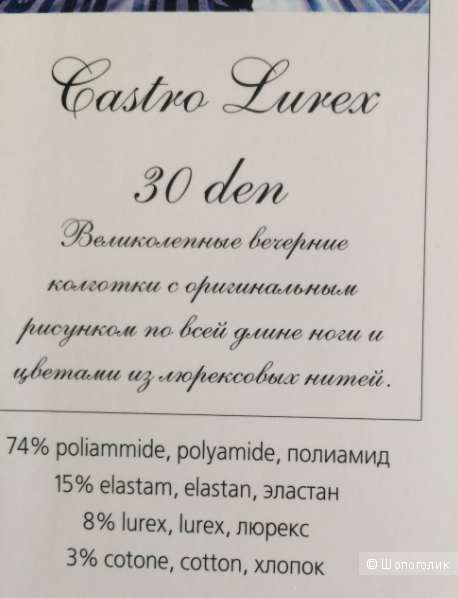 Castro Lurex
30 den
Великолепные вечерние
колготки с оригинальным
рисунком по всей длине ноги и
цветами из люрексовых нитей.
74% poliammide, polyamide, полиамид
15% elastam, elastan, эластан
8% lurex, lurex, люрекс
3% cotone, cotton, хлопок
© Шопоголик